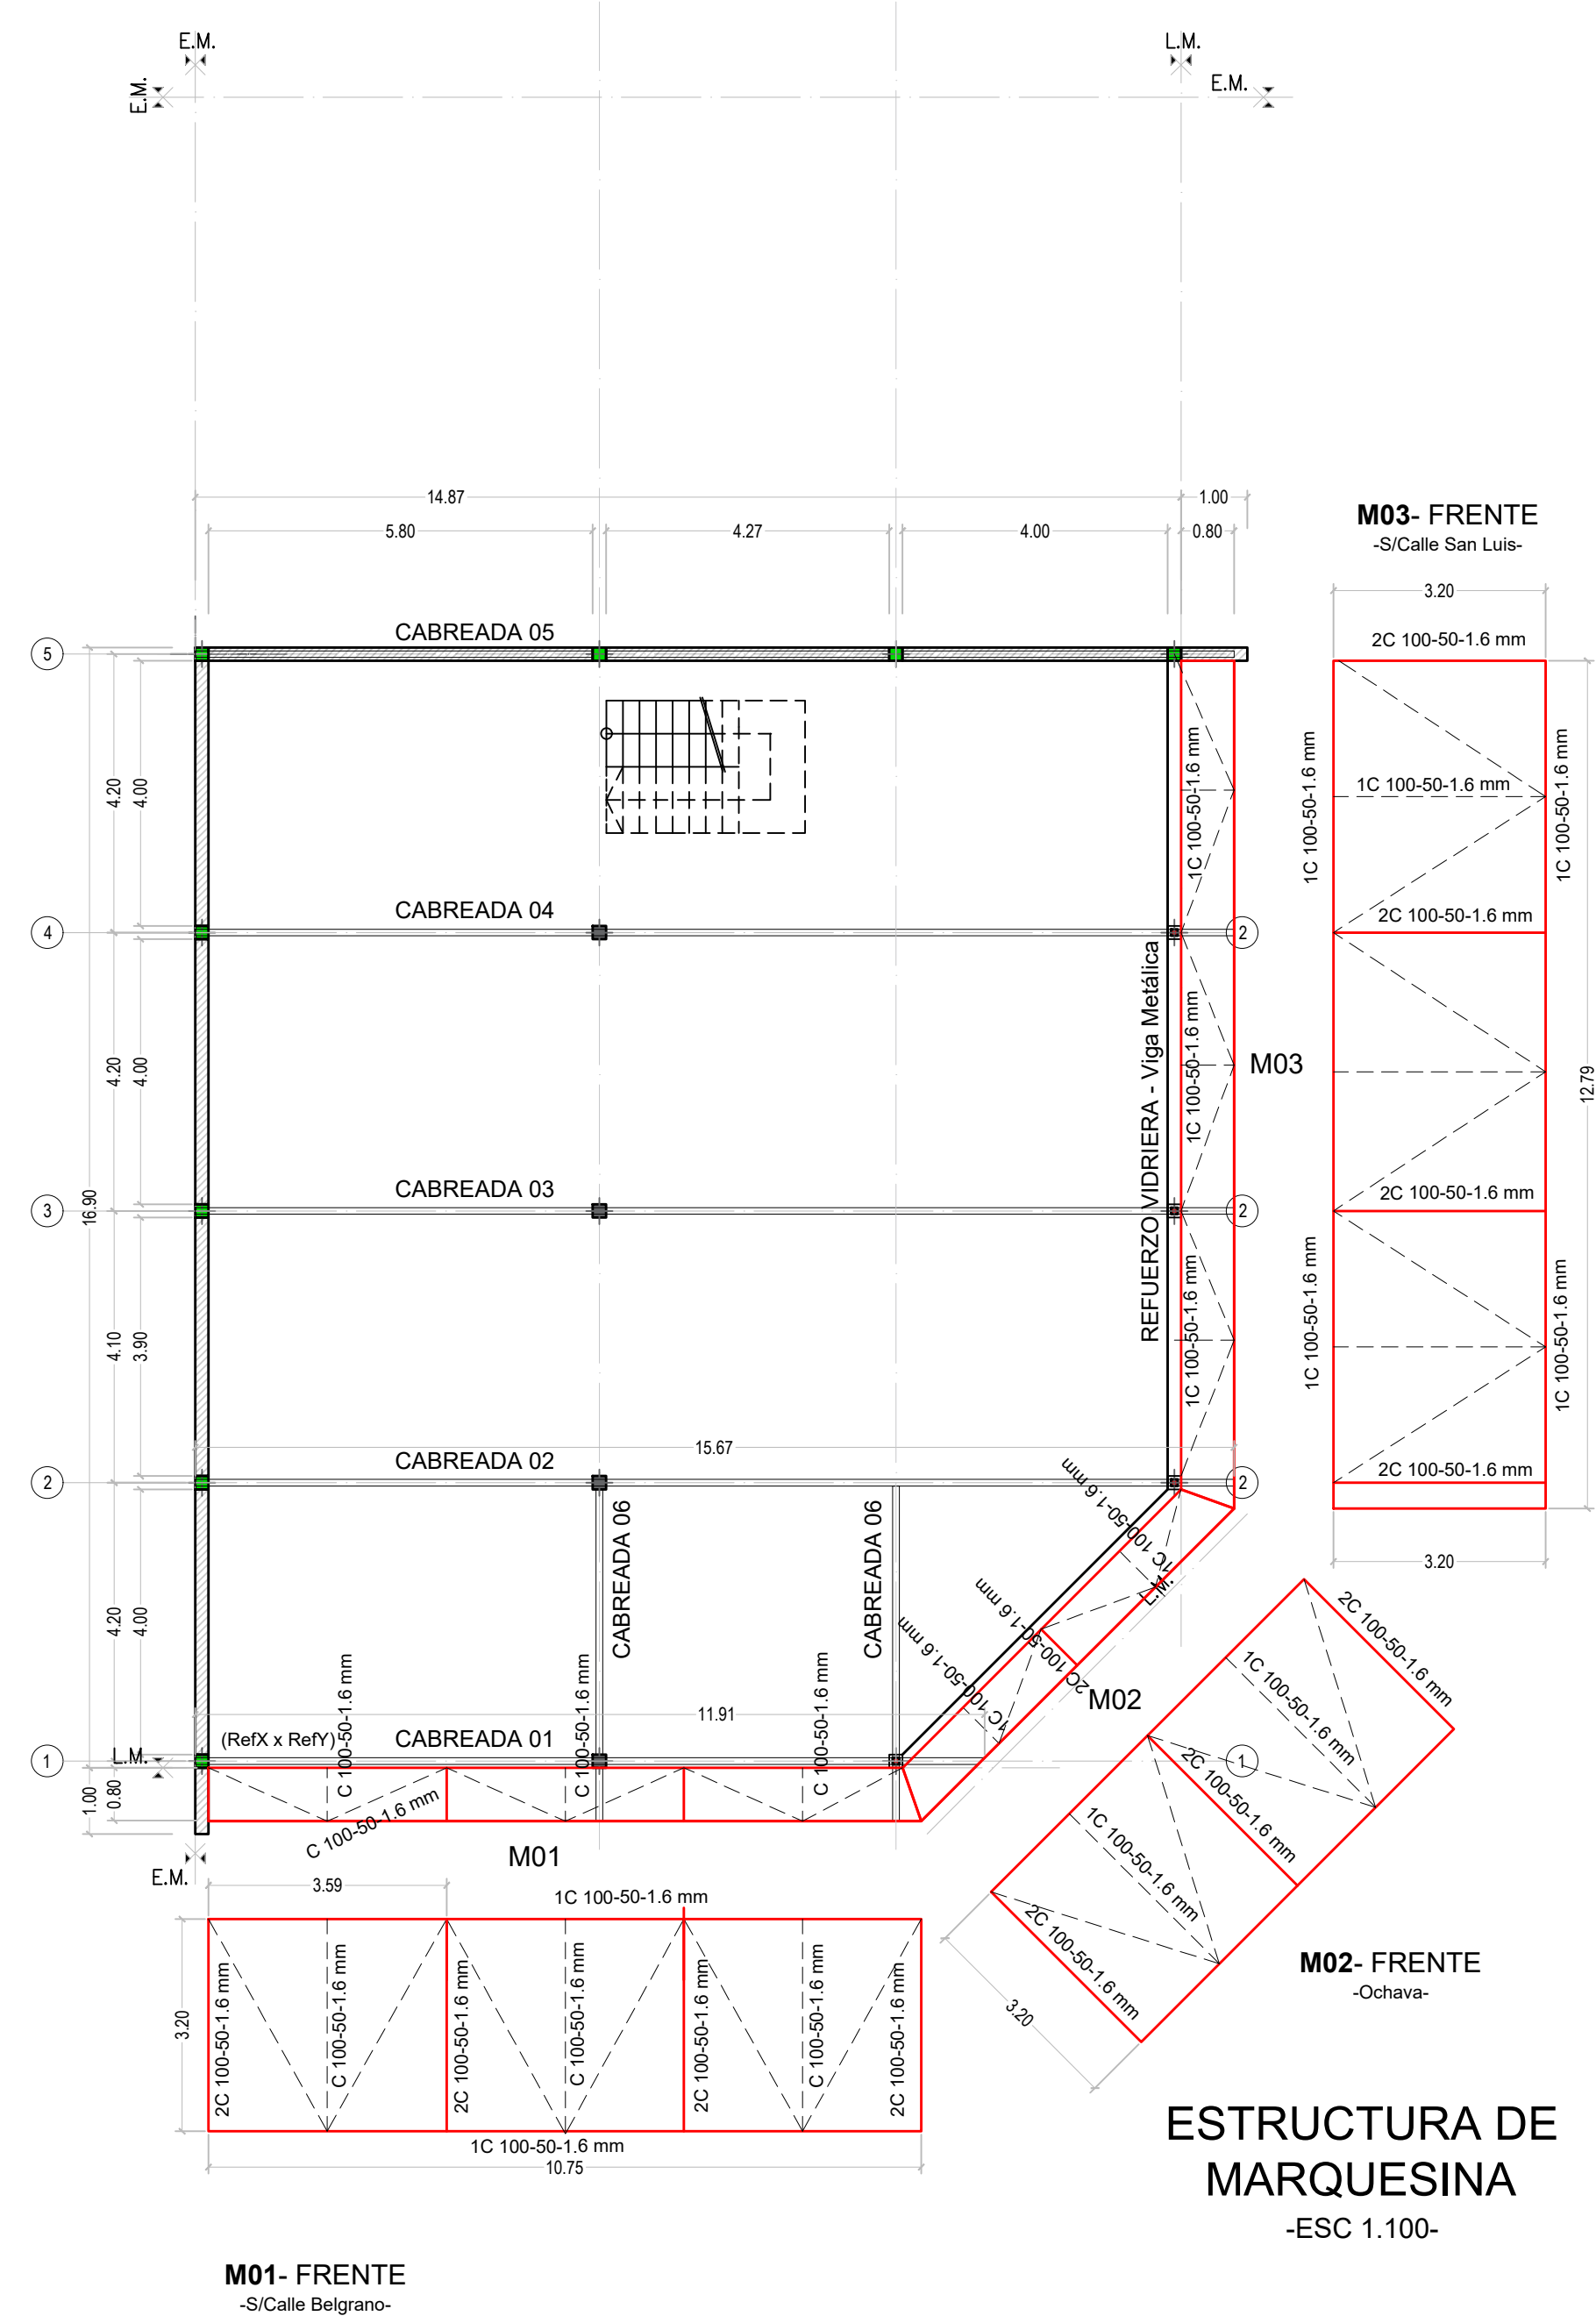 E.M.
L.M.
E.M.
E.M.
14.87
1.00
5.80
4.27
4.00
0.80
M03- FRENTE
-S/Calle San Luis-
3.20
2C 100-50-1.6 mm
5
CABREADA 05
1C 100-50-1.6 mm
1C 100-50-1.6 mm
1C 100-50-1.6 mm
1C 100-50-1.6 mm
4.20
4.00
4
CABREADA 04
2
2C 100-50-1.6 mm
REFUERZO VIDRIERA - Viga Metálica
1C 100-50-1.6 mm
M03
4.20
4.00
12.79
16.90
3
CABREADA 03
2
2C 100-50-1.6 mm
1C 100-50-1.6 mm
1C 100-50-1.6 mm
1C 100-50-1.6 mm
4.10
3.90
15.67
2
CABREADA 02
2
2C 100-50-1.6 mm
3.20
CABREADA 06
CABREADA 06
1C 100-50-1.6 mm
L.M.
2C 100-50-1.6 mm
1C 100-50-1.6 mm
M02
4.20
4.00
C 100-50-1.6 mm
C 100-50-1.6 mm
C 100-50-1.6 mm
11.91
1
L.M.
(RefX x RefY)
CABREADA 01
1
1.00
0.80
C 100-50-1.6 mm
M01
E.M.
2C 100-50-1.6 mm
1C 100-50-1.6 mm
2C 100-50-1.6 mm
1C 100-50-1.6 mm
2C 100-50-1.6 mm
3.20
M02- FRENTE
-Ochava-
3.59
1C 100-50-1.6 mm
3.20
2C 100-50-1.6 mm
C 100-50-1.6 mm
2C 100-50-1.6 mm
C 100-50-1.6 mm
2C 100-50-1.6 mm
C 100-50-1.6 mm
2C 100-50-1.6 mm
1C 100-50-1.6 mm
10.75
ESTRUCTURA DE
MARQUESINA
-ESC 1.100-
M01- FRENTE
-S/Calle Belgrano-